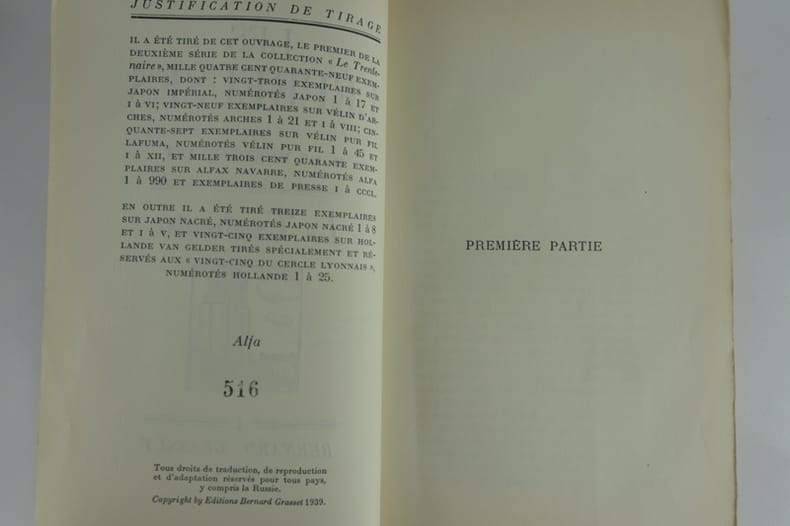 JUSTIFICATION DE TIRAGE
IL A ÉTÉ TIRÉ DE CET OUVRAGE, LE PREMIER DE LA
DEUXIÈME SÉRIE DE LA COLLECTION « Le Trente-
naire », MILLE QUATRE CENT QUARANTE-NEUF EXEM-
PLAIRES, DONT : VINGT-TROIS EXEMPLAIRES SUR
JAPON IMPÉRIAL, NUMÉROTÉS JAPON 1 à 17 ET
I à VI; VINGT-NEUF EXEMPLAIRES SUR VÉLIN D'AR-
CHES, NUMÉROTÉS ARCHES 1 à 21 ET I à VIII; CIN-
QUANTE-SEPT EXEMPLAIRES SUR VÉLIN PUR FIL
LAFUMA, NUMÉROTÉS VÉLIN PUR FIL 1 à 45 ET
I à XII, ET MILLE TROIS CENT QUARANTE EXEM-
PLAIRES SUR ALFAX NAVARRE, NUMÉROTÉS ALFA
1 à 990 ET EXEMPLAIRES DE PRESSE I à CCCL.
EN OUTRE IL A ÉTÉ TIRÉ TREIZE EXEMPLAIRES
SUR JAPON NACRÉ, NUMÉROTÉS JAPON NACRÉ 1 à 8
ET I à V, ET VINGT-CINQ EXEMPLAIRES SUR HOL-
LANDE VAN GELDER TIRÉS SPÉCIALEMENT ET RÉ-
SERVÉS AUX « VINGT-CINQ DU CERCLE LYONNAIS »,
NUMÉROTÉS HOLLANDE 1 à 25.
Alfa
516
Tous droits de traduction, de reproduction
et d'adaptation réservés pour tous pays,
y compris la Russie.
Copyright by Editions Bernard Grasset 1939.
PREMIÈRE PARTIE